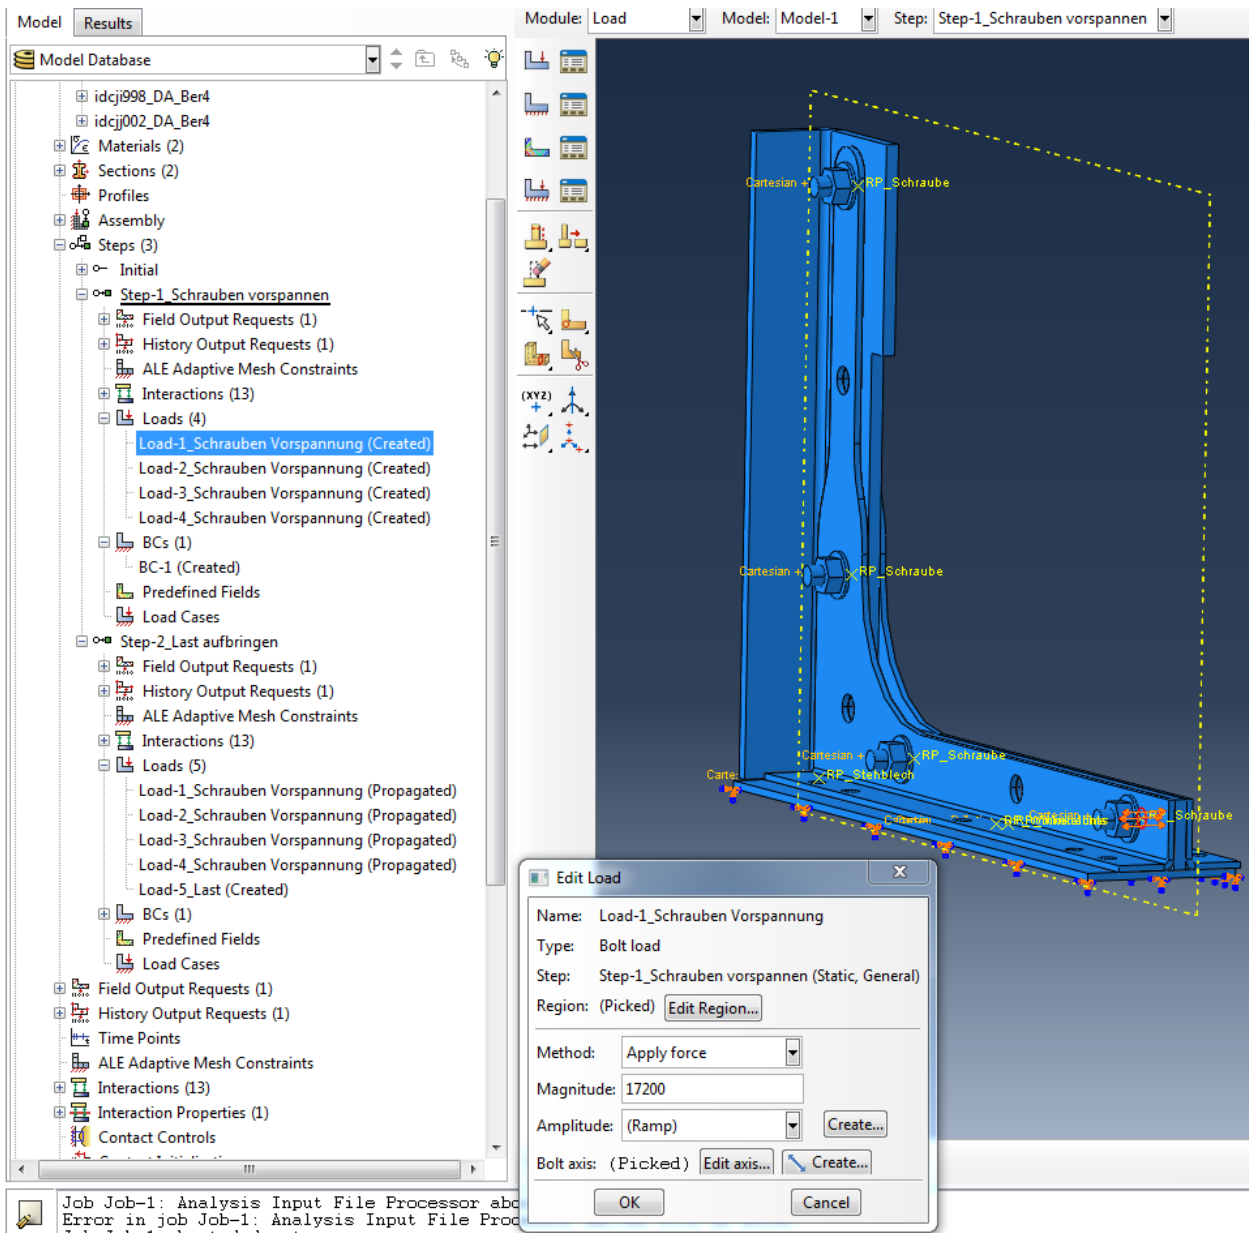 Model Results
Module: Load Model: Model-1 Step: Step-1_Schrauben vorspannen
Model Database
idcji998_DA_Ber4
idcjj002_DA_Ber4
Materials (2)
Sections (2)
Profiles
Assembly
Steps (3)
Initial
Step-1_Schrauben vorspannen
Field Output Requests (1)
History Output Requests (1)
ALE Adaptive Mesh Constraints
Interactions (13)
Loads (4)
Load-1_Schrauben Vorspannung (Created)
Load-2_Schrauben Vorspannung (Created)
Load-3_Schrauben Vorspannung (Created)
Load-4_Schrauben Vorspannung (Created)
BCs (1)
BC-1 (Created)
Predefined Fields
Load Cases
Step-2_Last aufbringen
Field Output Requests (1)
History Output Requests (1)
ALE Adaptive Mesh Constraints
Interactions (13)
Loads (5)
Load-1_Schrauben Vorspannung (Propagated)
Load-2_Schrauben Vorspannung (Propagated)
Load-3_Schrauben Vorspannung (Propagated)
Load-4_Schrauben Vorspannung (Propagated)
Load-5_Last (Created)
BCs (1)
Predefined Fields
Load Cases
Field Output Requests (1)
History Output Requests (1)
Time Points
ALE Adaptive Mesh Constraints
Interactions (13)
Interaction Properties (1)
Contact Controls
(XYZ)
Cartesian + RP_Schraube
Cartesian + RP_Schraube
Cartesian + RP_Schraube
Carte: RP_Stehblech
Schraube
Edit Load
Name: Load-1_Schrauben Vorspannung
Type: Bolt load
Step: Step-1_Schrauben vorspannen (Static, General)
Region: (Picked) Edit Region...
Method: Apply force
Magnitude: 17200
Amplitude: (Ramp) Create...
Bolt axis: (Picked) Edit axis... Create...
OK Cancel
Job Job-1: Analysis Input File Processor abo
Error in job Job-1: Analysis Input File Proc